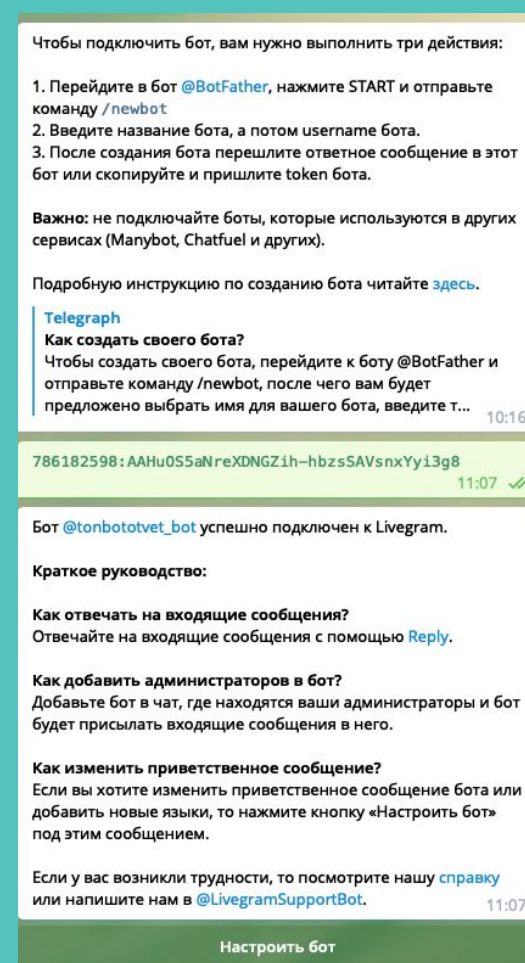 Чтобы подключить бот, вам нужно выполнить три действия:
1. Перейдите в бот @BotFather, нажмите START и отправьте
команду /newbot
2. Введите название бота, а потом username бота.
3. После создания бота перешлите ответное сообщение в этот
бот или скопируйте и пришлите token бота.
Важно: не подключайте боты, которые используются в других
сервисах (Manybot, Chatfuel и других).
Подробную инструкцию по созданию бота читайте здесь.
Telegraph
Как создать своего бота?
Чтобы создать своего бота, перейдите к боту @BotFather и
отправьте команду /newbot, после чего вам будет
предложено выбрать имя для вашего бота, введите т...
10:16
786182598:AAHuOS5aNreXDNGZih-hbzsSAVsnxYyi3g8
11:07
Бот @tonbototvet_bot успешно подключен к Livegram.
Краткое руководство:
Как отвечать на входящие сообщения?
Отвечайте на входящие сообщения с помощью Reply.
Как добавить администраторов в бот?
Добавьте бот в чат, где находятся ваши администраторы и бот
будет присылать входящие сообщения в него.
Как изменить приветственное сообщение?
Если вы хотите изменить приветственное сообщение бота или
добавить новые языки, то нажмите кнопку «Настроить бот»
под этим сообщением.
Если у вас возникли трудности, то посмотрите нашу справку
или напишите нам в @LivegramSupportBot.
11:07
Настроить бот